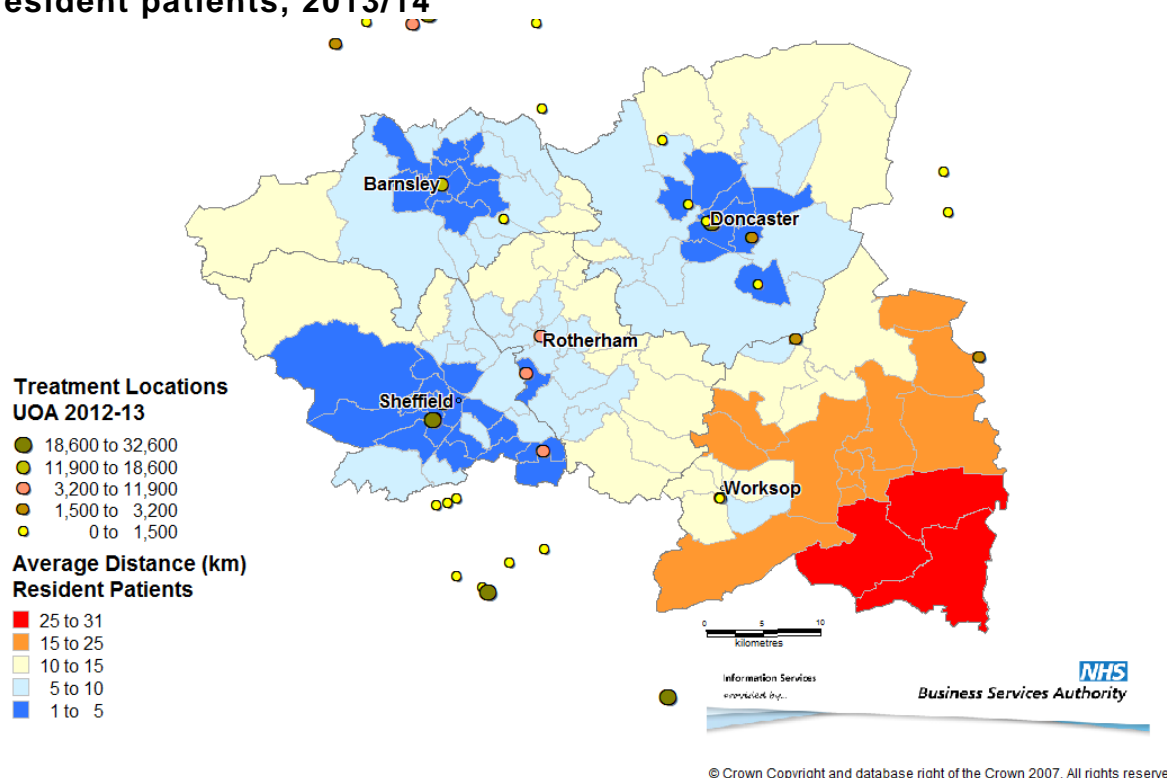 esident patients, 2013/14
Barnsley
Doncaster
Rotherham
Sheffield
Worksop
Treatment Locations
UOA 2012-13
18,600 to 32,600
11,900 to 18,600
3,200 to 11,900
1,500 to 3,200
0 to 1,500
Average Distance (km)
Resident Patients
25 to 31
15 to 25
10 to 15
5 to 10
1 to 5
0 5 10
kilometres
Information Services
provided by...
NHS
Business Services Authority
© Crown Copyright and database right of the Crown 2007. All rights reserve